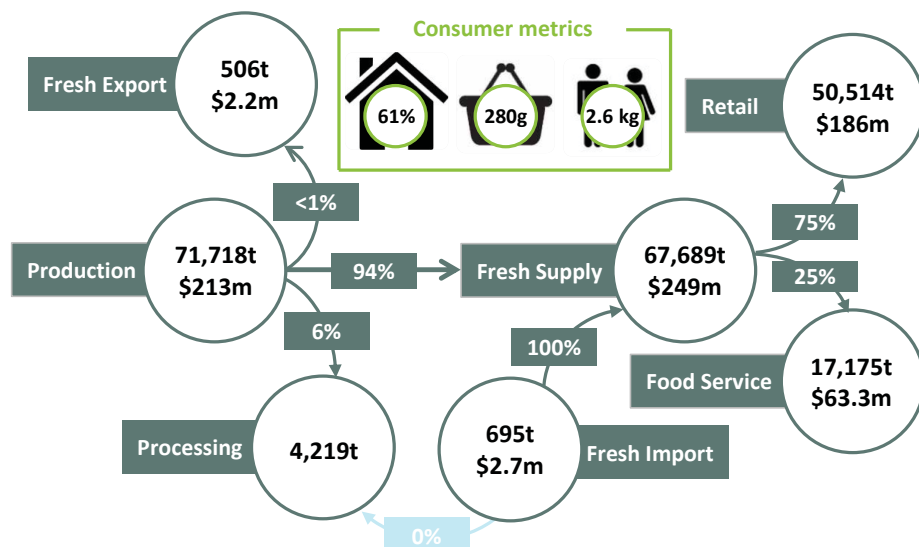 Consumer metrics
61%
280g
2.6 kg
Fresh Export
506t
$2.2m
Retail
50,514t
$186m
<1%
75%
Production
71,718t
$213m
94%
Fresh Supply
67,689t
$249m
25%
6%
100%
Food Service
17,175t
$63.3m
Processing
4,219t
695t
$2.7m
Fresh Import
0%